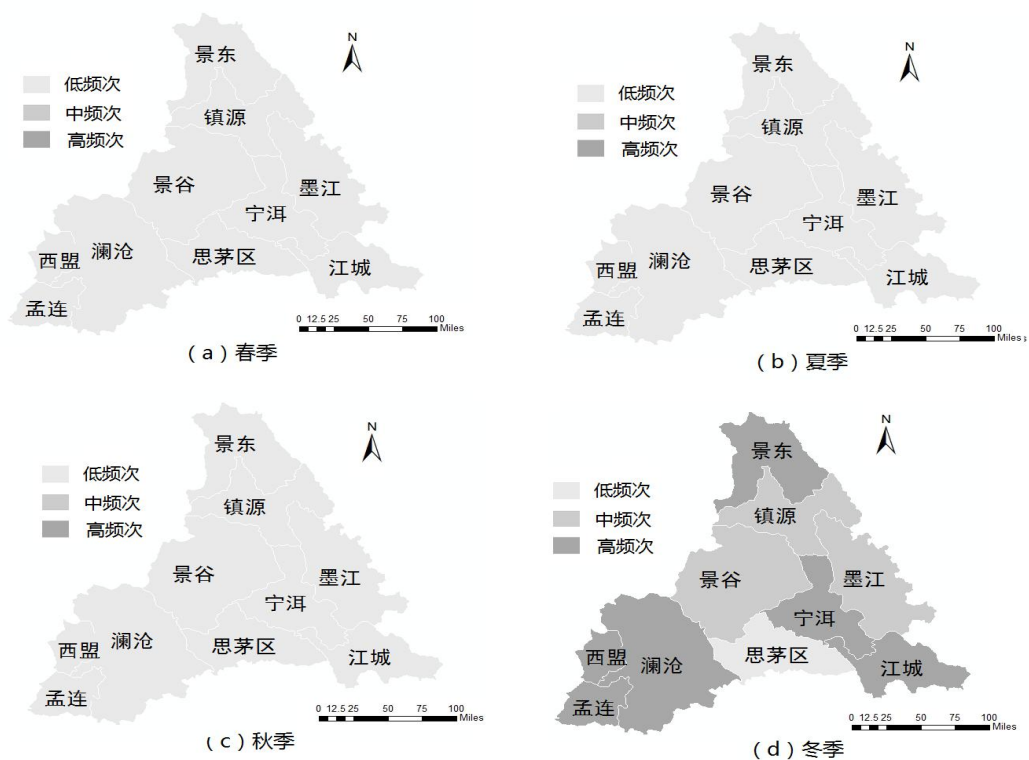 N
低频次
中频次
高频次
景东
镇源
景谷
墨江
宁洱
思茅区
澜沧
西盟
江城
孟连
0 12.5 25 50 75 100
Miles
（a）春季
N
低频次
中频次
高频次
景东
镇源
景谷
墨江
宁洱
思茅区
澜沧
西盟
江城
孟连
0 12.5 25 50 75 100
Miles
（b）夏季
N
低频次
中频次
高频次
景东
镇源
景谷
墨江
宁洱
思茅区
澜沧
西盟
江城
孟连
0 12.5 25 50 75 100
Miles
（c）秋季
N
低频次
中频次
高频次
景东
镇源
景谷
墨江
宁洱
思茅区
澜沧
西盟
江城
孟连
0 12.5 25 50 75 100
Miles
（d）冬季